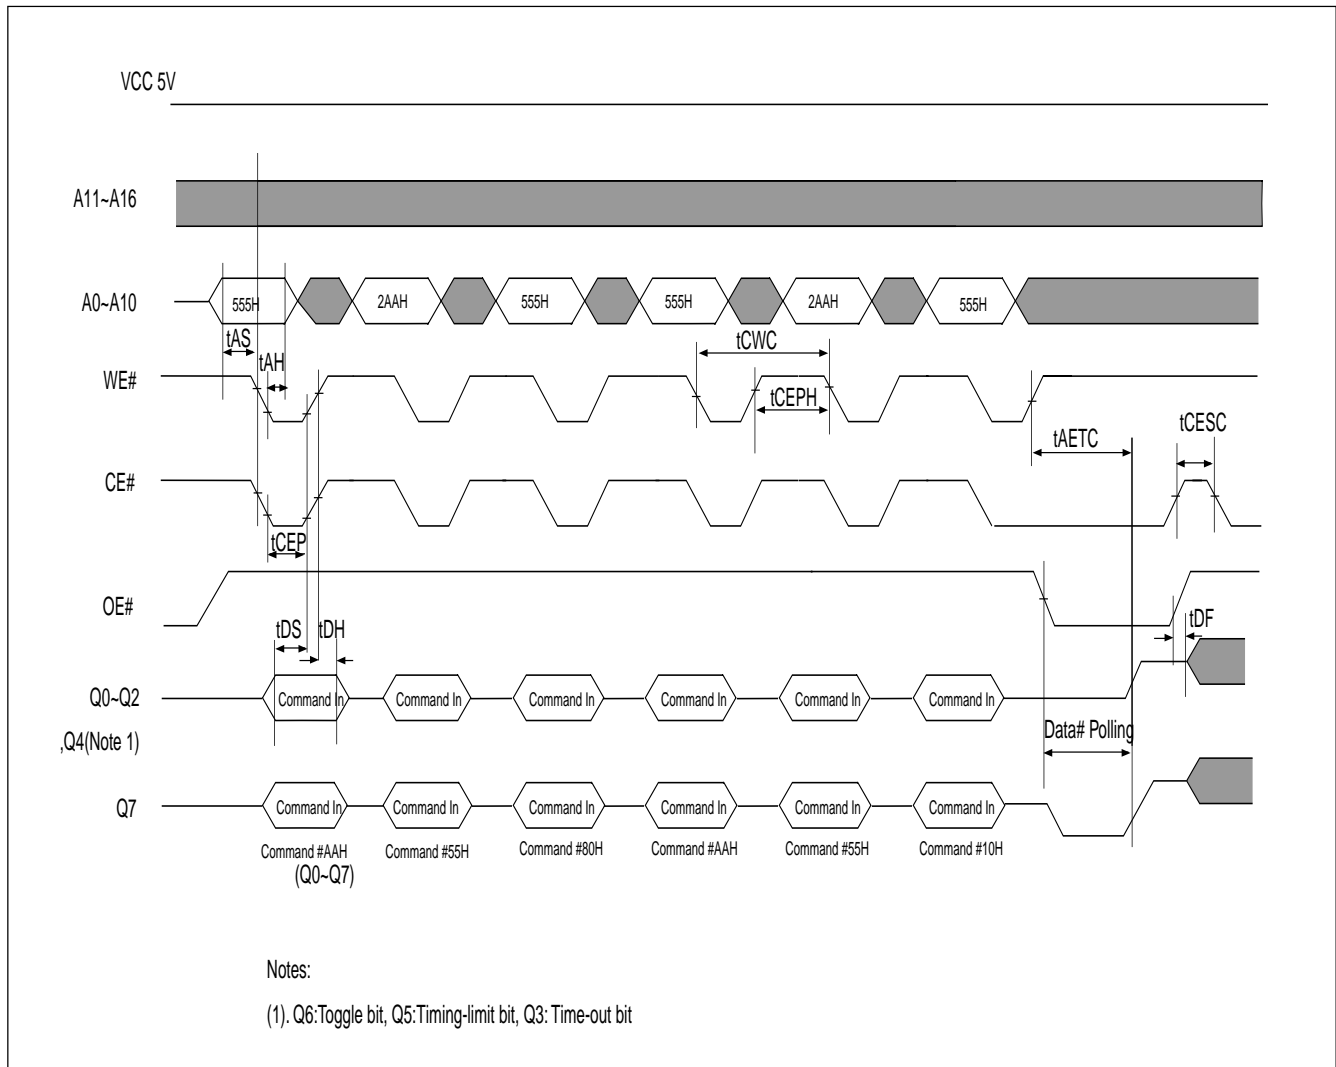 VCC 5V
A11~A16
A0~A10
555H
2AAH
555H
555H
2AAH
555H
tAS
tAH
tCWC
WE#
tCEPH
tCESC
tAETC
CE#
tCEP
OE#
tDS
tDH
tDF
Q0~Q2
Command In
Command In
Command In
Command In
Command In
Command In
,Q4(Note 1)
Data# Polling
Q7
Command In
Command In
Command In
Command In
Command In
Command In
Command #AAH
Command #55H
Command #80H
Command #AAH
Command #55H
Command #10H
(Q0~Q7)
Notes:
(1). Q6:Toggle bit, Q5:Timing-limit bit, Q3: Time-out bit